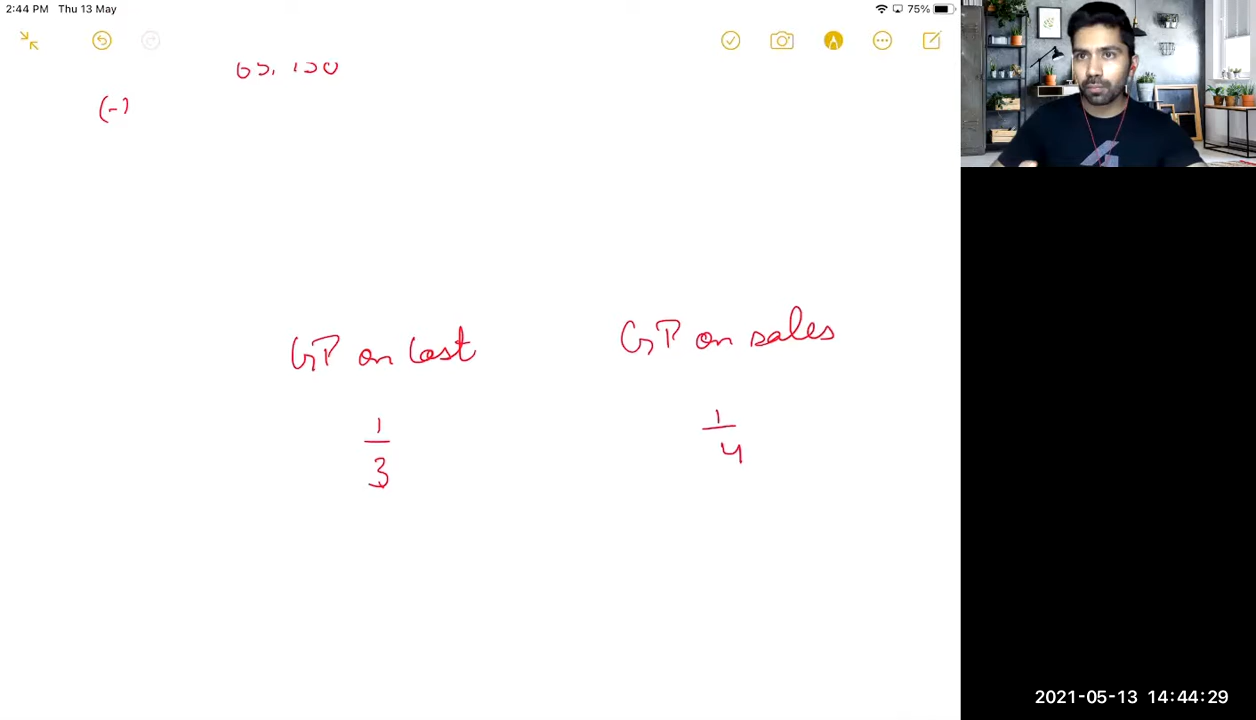 2:44 PM Thu 13 May
75%
(-)
GP on Cost
GP on sales
1/3
1/4
2021-05-13 14:44:29